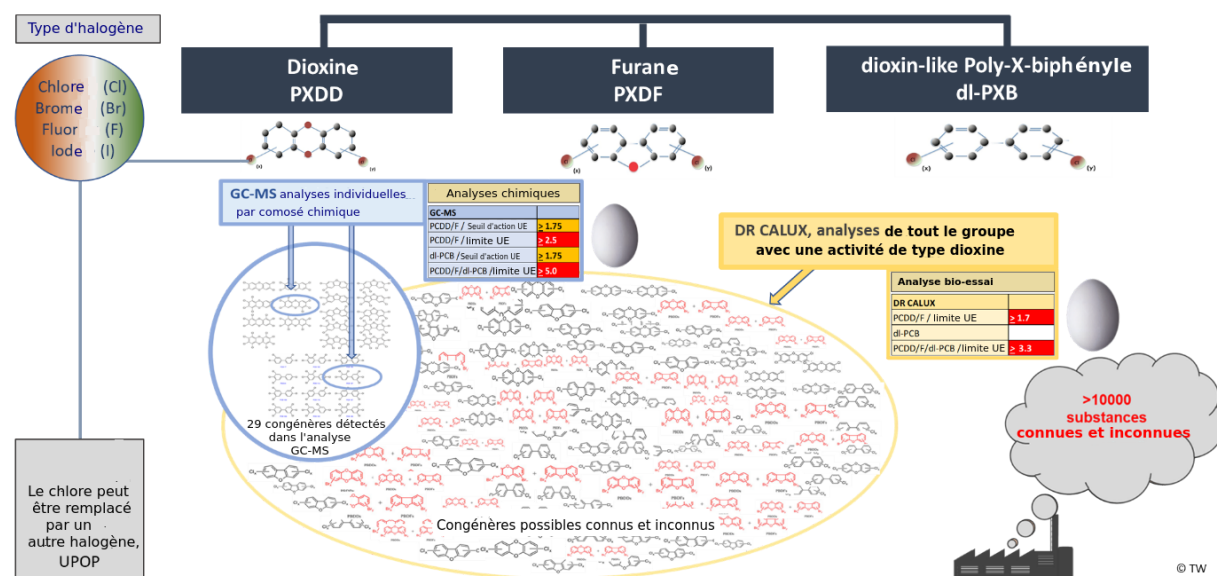 Type d'halogène
Chlore (Cl)
Brome (Br)
Fluor (F)
Iode (I)
Dioxine
PXDD
Furane
PXDF
dioxin-like Poly-X-biphényle
dl-PXB
(x)
(y)
(x)
(y)
(x)
(y)
GC-MS analyses individuelles
par comosé chimique
Analyses chimiques
GC-MS
PCDD/F / Seuil d'action UE > 1.75
PCDD/F / limite UE > 2.5
dl-PCB /Seuil d'action UE > 1.75
PCDD/F/dl-PCB /limite UE > 5.0
DR CALUX, analyses de tout le groupe
avec une activité de type dioxine
Analyse bio-essai
DR CALUX
PCDD/F / limite UE > 1.7
dl-PCB
PCDD/F/dl-PCB /limite UE > 3.3
29 congénères détectés
dans l'analyse
GC-MS
Congénères possibles connus et inconnus
>10000
substances
connues et inconnues
Le chlore peut
être remplacé
par un
autre halogène,
UPOP
© TW